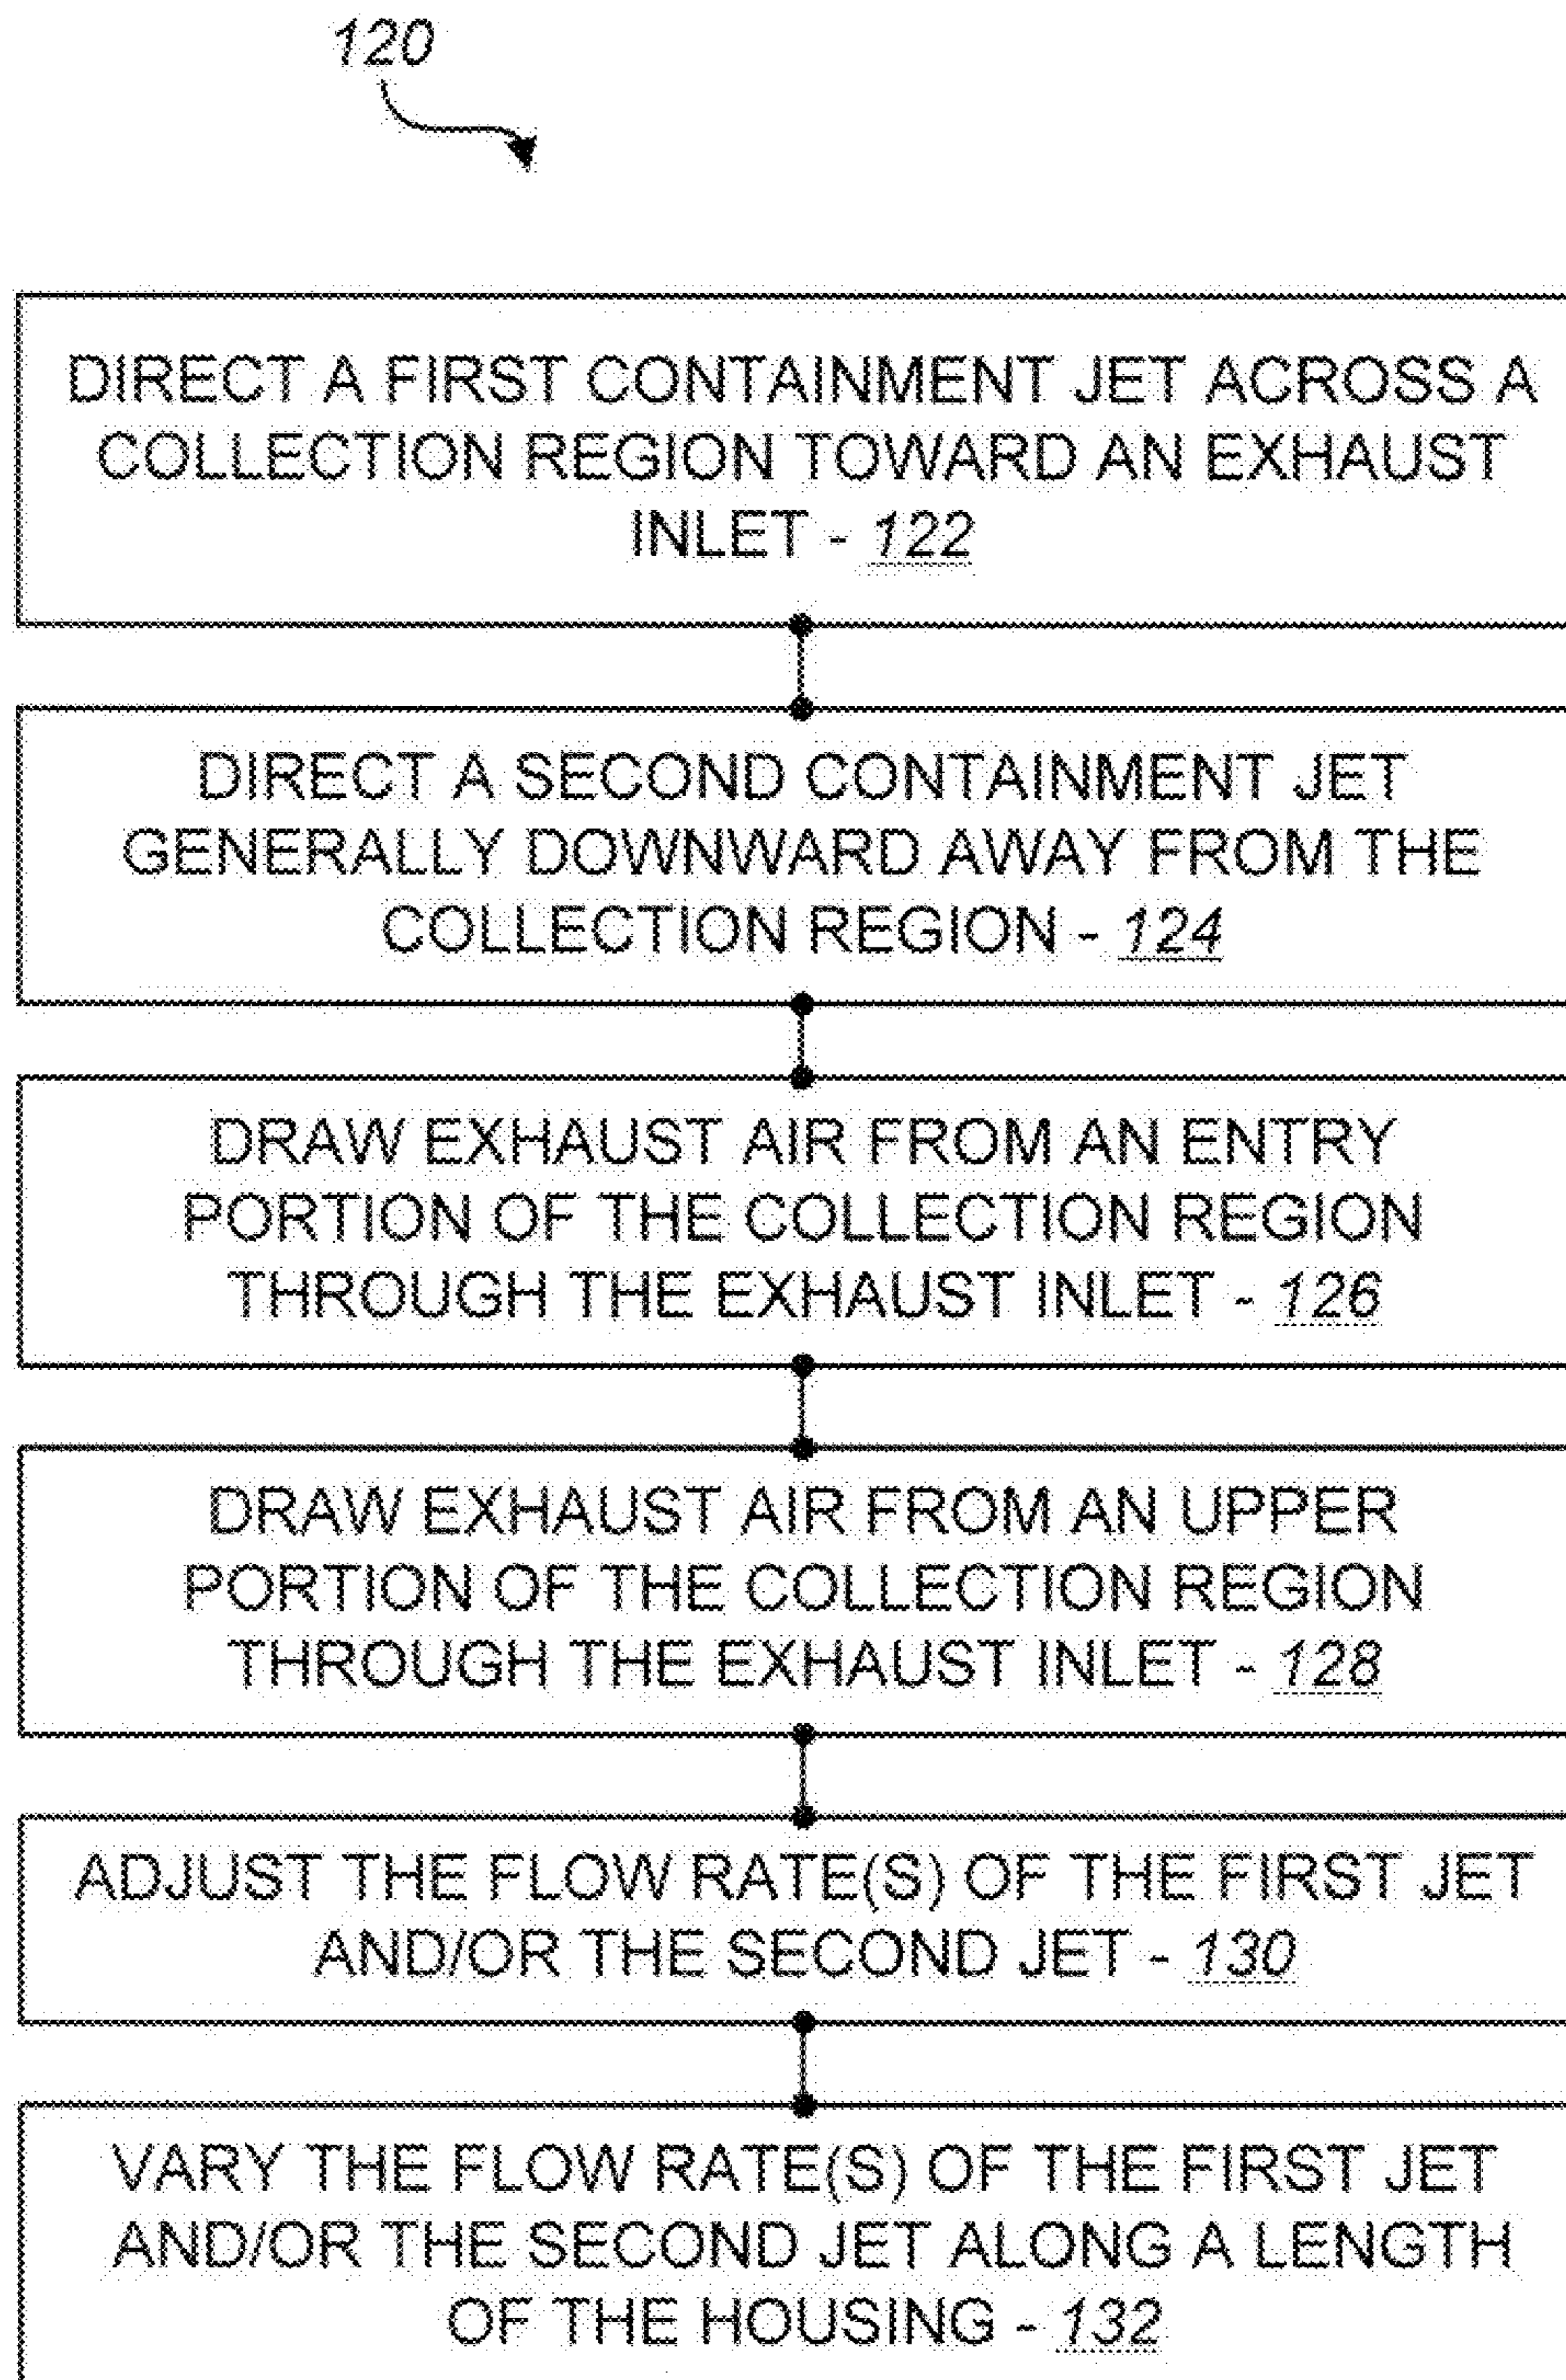 120
DIRECT A FIRST CONTAINMENT JET ACROSS A
COLLECTION REGION TOWARD AN EXHAUST
INLET - 122
DIRECT A SECOND CONTAINMENT JET
GENERALLY DOWNWARD AWAY FROM THE
COLLECTION REGION - 124
DRAW EXHAUST AIR FROM AN ENTRY
PORTION OF THE COLLECTION REGION
THROUGH THE EXHAUST INLET - 126
DRAW EXHAUST AIR FROM AN UPPER
PORTION OF THE COLLECTION REGION
THROUGH THE EXHAUST INLET - 128
ADJUST THE FLOW RATE(S) OF THE FIRST JET
AND/OR THE SECOND JET - 130
VARY THE FLOW RATE(S) OF THE FIRST JET
AND/OR THE SECOND JET ALONG A LENGTH
OF THE HOUSING - 132